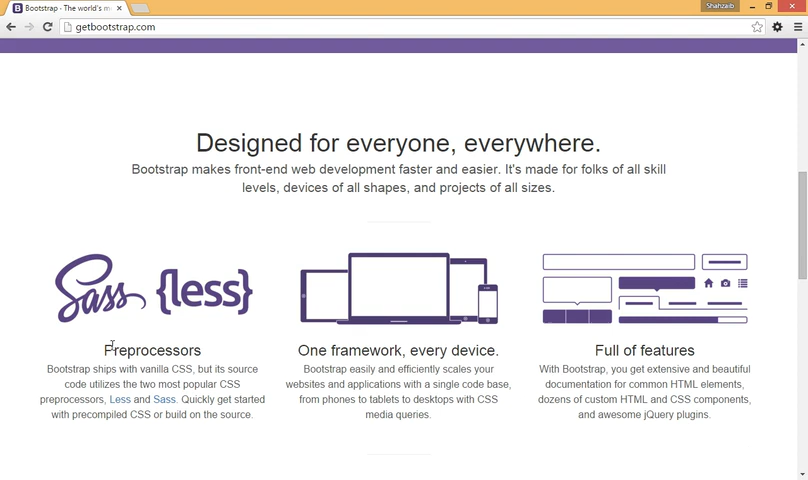 Bootstrap · The world's m
Shahzaib
getbootstrap.com
Designed for everyone, everywhere.
Bootstrap makes front-end web development faster and easier. It's made for folks of all skill
levels, devices of all shapes, and projects of all sizes.
Sass {less}
Preprocessors
Bootstrap ships with vanilla CSS, but its source
code utilizes the two most popular CSS
preprocessors, Less and Sass. Quickly get started
with precompiled CSS or build on the source.
One framework, every device.
Bootstrap easily and efficiently scales your
websites and applications with a single code base,
from phones to tablets to desktops with CSS
media queries.
Full of features
With Bootstrap, you get extensive and beautiful
documentation for common HTML elements,
dozens of custom HTML and CSS components,
and awesome jQuery plugins.